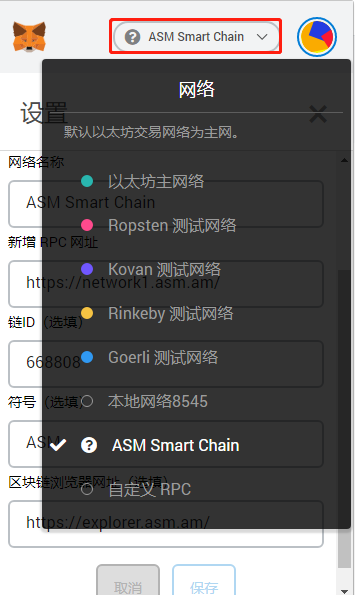 ASM Smart Chain
网络
设置
默认以太坊交易网络为主网。
网络名称
以太坊主网络
ASM Smart Chain
Ropsten 测试网络
新增 RPC 网址
Kovan 测试网络
https://network1.asm.am/
Rinkeby 测试网络
链ID（选填）
Goerli 测试网络
668808
符号（选填）
本地网络8545
ASM
ASM Smart Chain
区块链浏览器网址（选填）
自定义 RPC
https://explorer.asm.am/
取消
保存